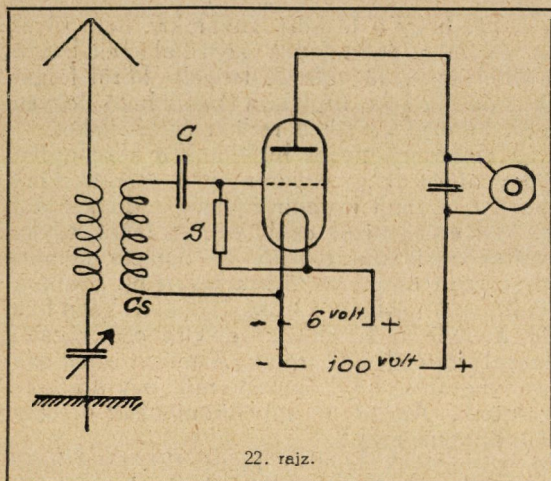 C
S
Cs
- 6 volt +
- 100 volt +
22. rajz.